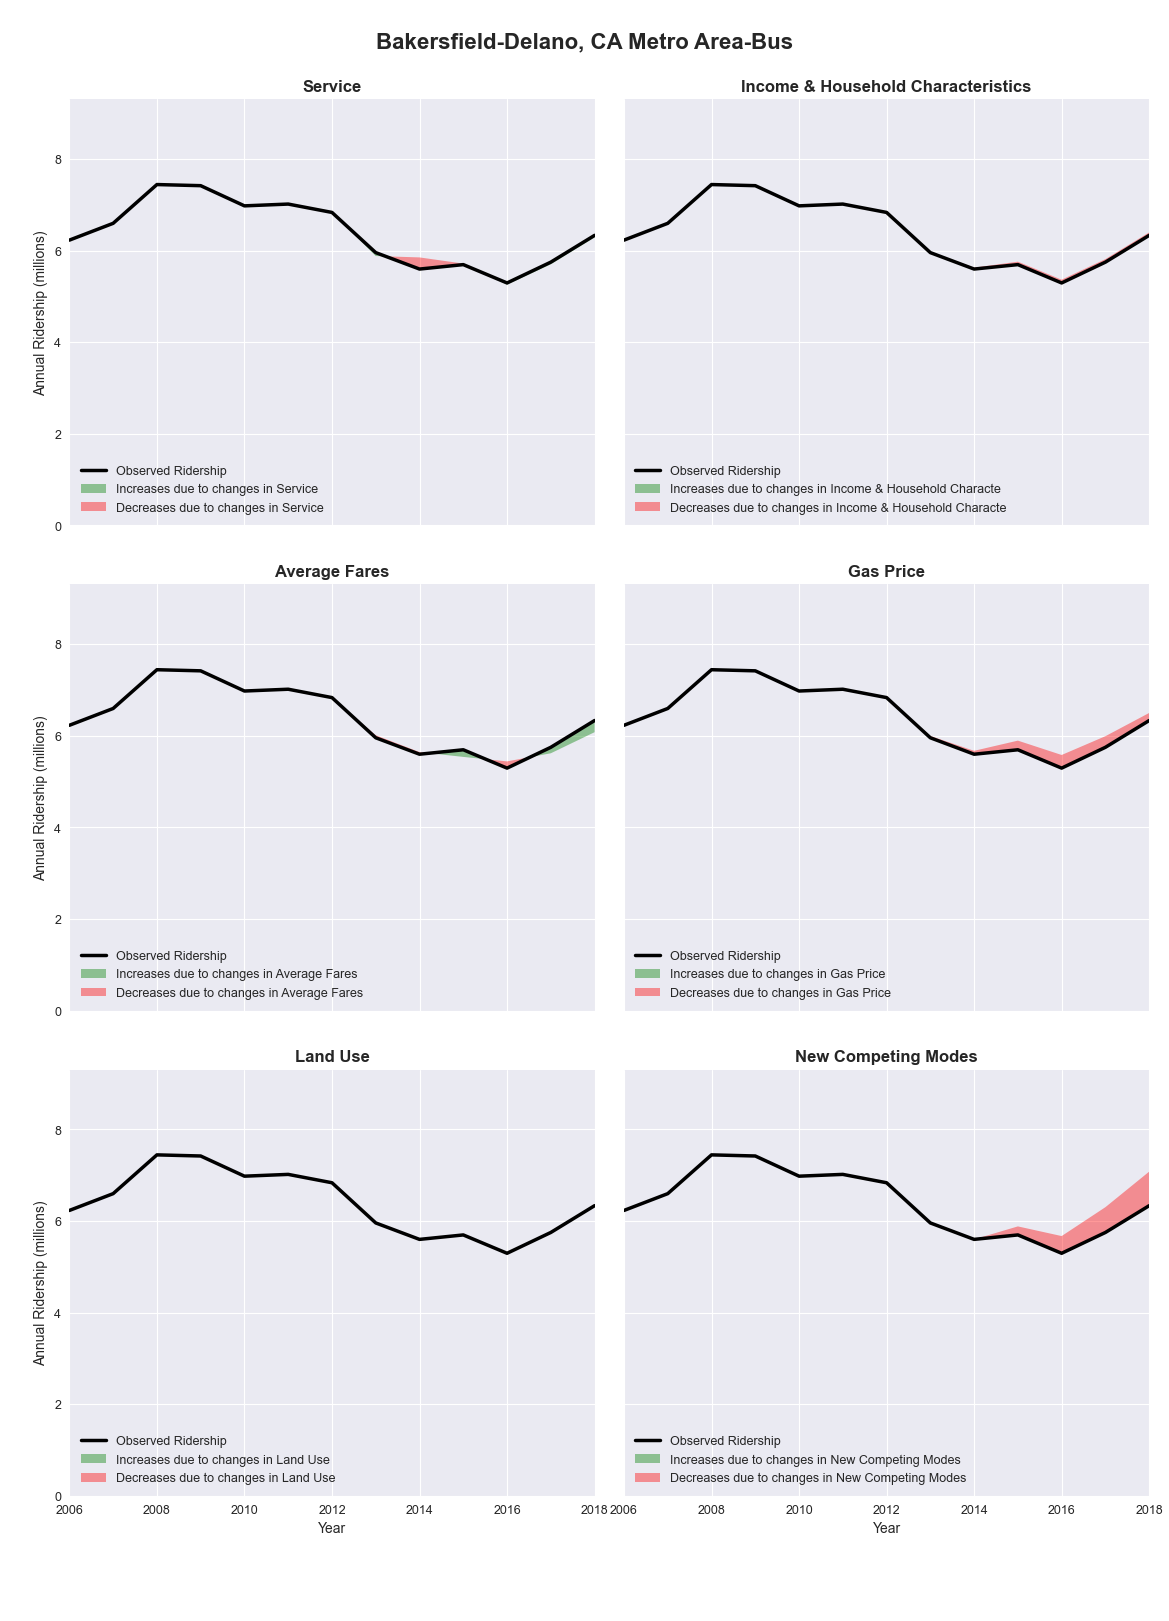 Bakersfield-Delano, CA Metro Area-Bus
Service
Annual Ridership (millions)
8
6
4
2
0
Observed Ridership
Increases due to changes in Service
Decreases due to changes in Service
Income & Household Characteristics
Observed Ridership
Increases due to changes in Income & Household Characte
Decreases due to changes in Income & Household Characte
Average Fares
Annual Ridership (millions)
8
6
4
2
0
Observed Ridership
Increases due to changes in Average Fares
Decreases due to changes in Average Fares
Gas Price
Observed Ridership
Increases due to changes in Gas Price
Decreases due to changes in Gas Price
Land Use
Annual Ridership (millions)
8
6
4
2
0
Observed Ridership
Increases due to changes in Land Use
Decreases due to changes in Land Use
2006 2008 2010 2012 2014 2016 2018
Year
New Competing Modes
Observed Ridership
Increases due to changes in New Competing Modes
Decreases due to changes in New Competing Modes
2006 2008 2010 2012 2014 2016 2018
Year